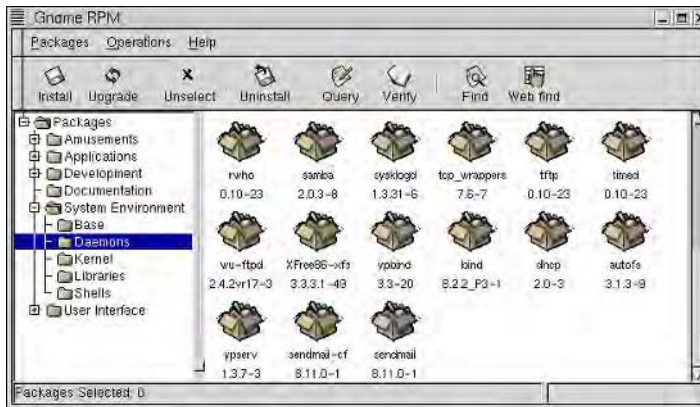 Gnome RPM
Packages Operations Help
Install Upgrade Unselect Uninstall Query Verify Find Web find
Packages
Amusements
Applications
Development
Documentation
System Environment
Base
Daemons
Kernel
Libraries
Shells
User Interface
rwho samba sysklogd tcp_wrappers tftp timed
0.10-23 2.0.3-8 1.3.31-6 7.6-7 0.10-23 0.10-23
wu-ftpd XFree86-xfs ypbind bind dhcp autofs
2.4.2vr17-3 3.3.3.1-49 3.3-20 8.2.2_P3-1 2.0-3 3.1.3-9
ypserv sendmail-cf sendmail
1.3.7-3 8.11.0-1 8.11.0-1
Packages Selected: 0